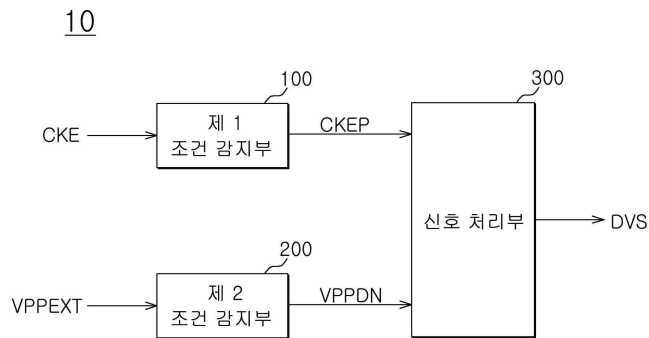 10
100
제 1
조건 감지부
CKE
CKEP
300
신호 처리부
DVS
200
제 2
조건 감지부
VPPEXT
VPPDN